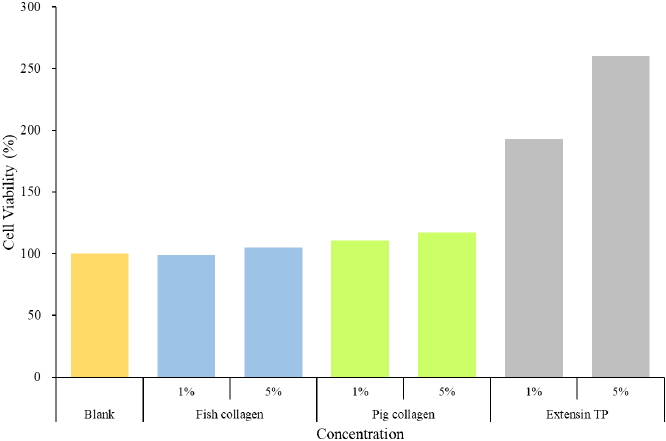 300
250
200
150
100
50
0
Cell Viability (%)
1% 5% 1% 5% 1% 5%
Blank Fish collagen Pig collagen Extensin TP
Concentration